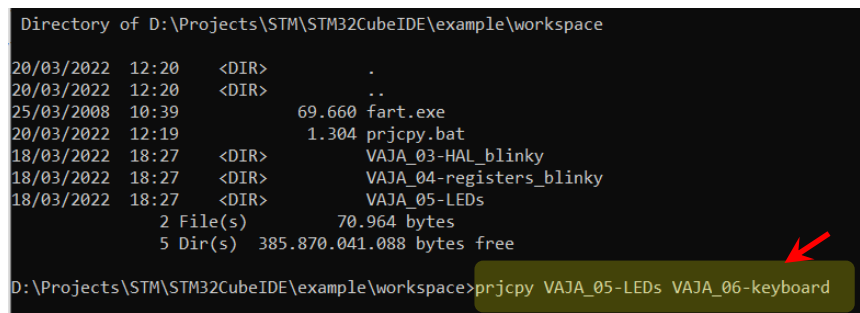 Directory of D:\Projects\STM\STM32CubeIDE\example\workspace
20/03/2022  12:20    <DIR>          .
20/03/2022  12:20    <DIR>          ..
25/03/2008  10:39            69.660 fart.exe
20/03/2022  12:19             1.304 prjcpy.bat
18/03/2022  18:27    <DIR>          VAJA_03-HAL_blinky
18/03/2022  18:27    <DIR>          VAJA_04-registers_blinky
18/03/2022  18:27    <DIR>          VAJA_05-LEDs
2 File(s)         70.964 bytes
5 Dir(s)  385.870.041.088 bytes free
D:\Projects\STM\STM32CubeIDE\example\workspace>prjcpy VAJA_05-LEDs VAJA_06-keyboard